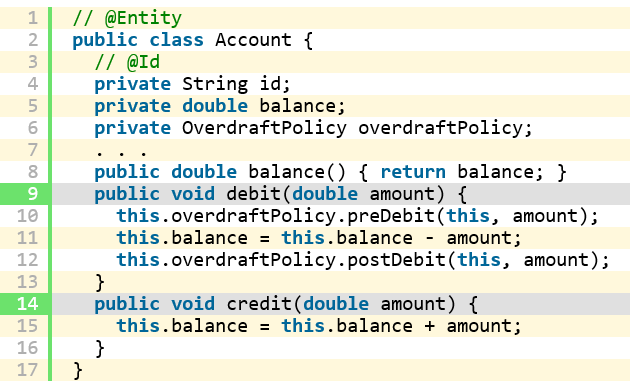 1 // @Entity
2 public class Account {
3   // @Id
4   private String id;
5   private double balance;
6   private OverdraftPolicy overdraftPolicy;
7   . . .
8   public double balance() { return balance; }
9   public void debit(double amount) {
10     this.overdraftPolicy.preDebit(this, amount);
11     this.balance = this.balance - amount;
12     this.overdraftPolicy.postDebit(this, amount);
13   }
14   public void credit(double amount) {
15     this.balance = this.balance + amount;
16   }
17 }